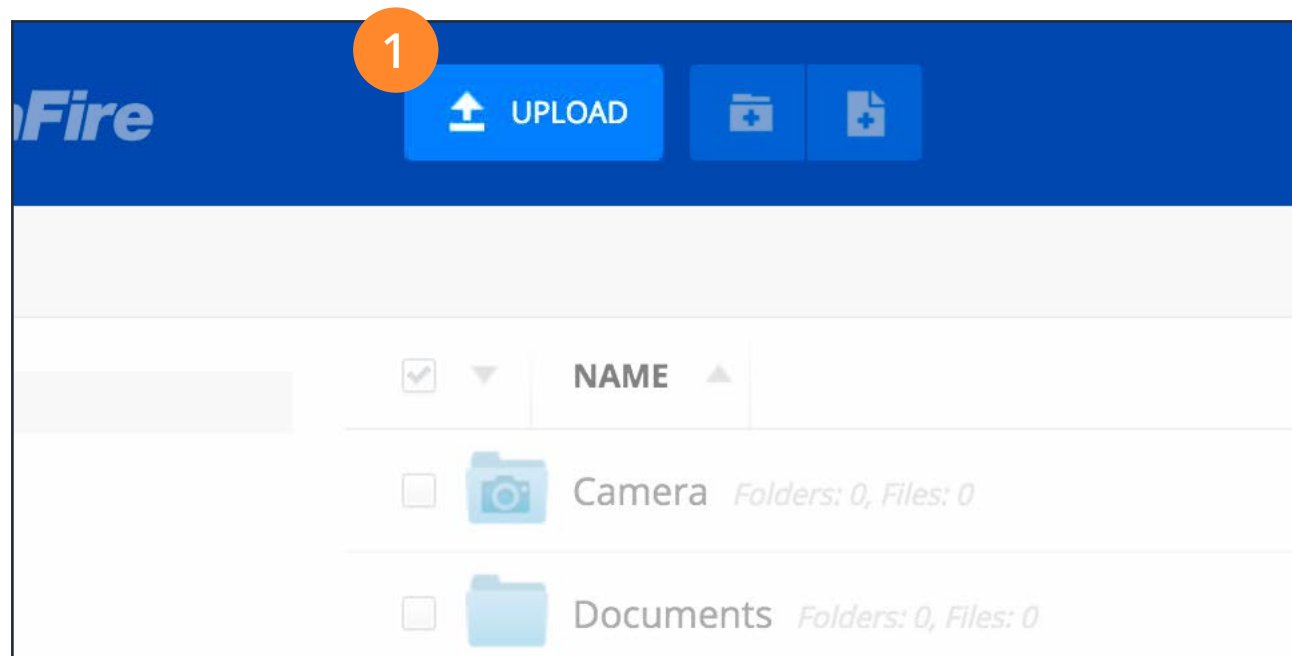 1
Fire
UPLOAD
NAME
Camera Folders: 0, Files: 0
Documents Folders: 0, Files: 0